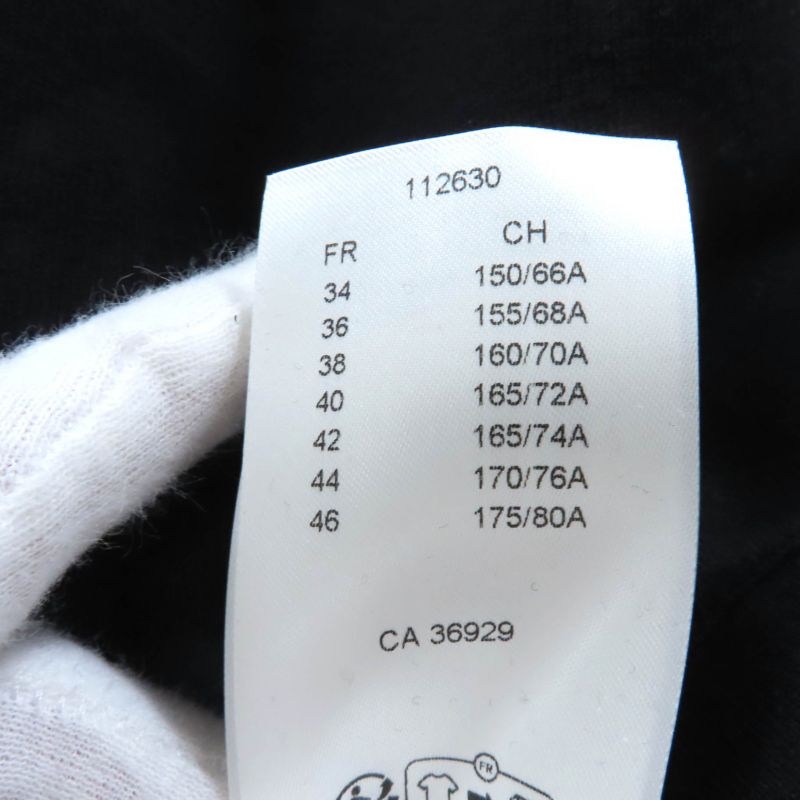 112630
FR CH
34 150/66A
36 155/68A
38 160/70A
40 165/72A
42 165/74A
44 170/76A
46 175/80A
CA 36929
FR